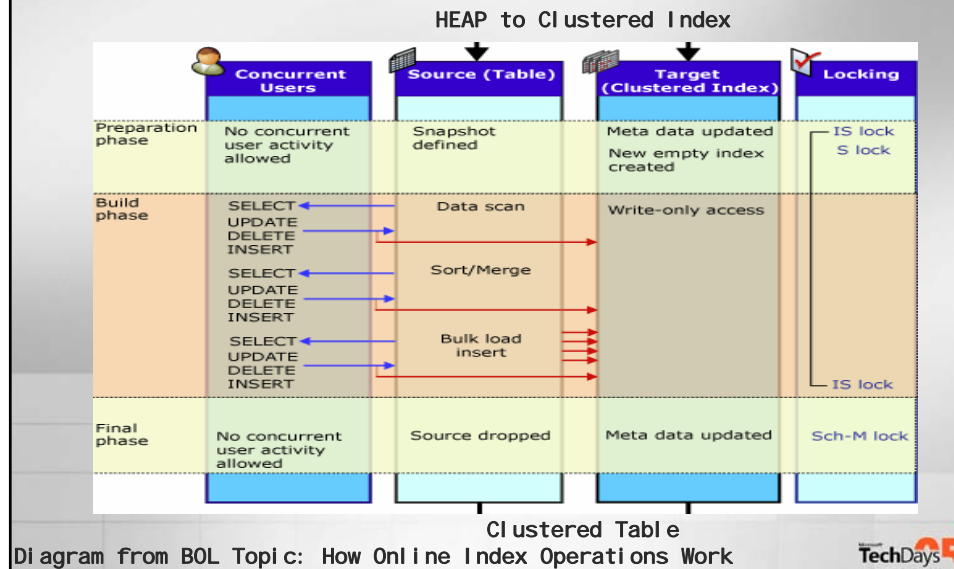 HEAP to Clustered Index
Concurrent
Users
Source (Table)
Target
(Clustered Index)
Locking
Preparation
phase
No concurrent
user activity
allowed
Snapshot
defined
Meta data updated
New empty index
created
IS lock
S lock
Build
phase
SELECT
UPDATE
DELETE
INSERT
Data scan
Write-only access
SELECT
UPDATE
DELETE
INSERT
Sort/Merge
SELECT
UPDATE
DELETE
INSERT
Bulk load
insert
IS lock
Final
phase
No concurrent
user activity
allowed
Source dropped
Meta data updated
Sch-M lock
Clustered Table
Diagram from BOL Topic: How Online Index Operations Work
TechDays